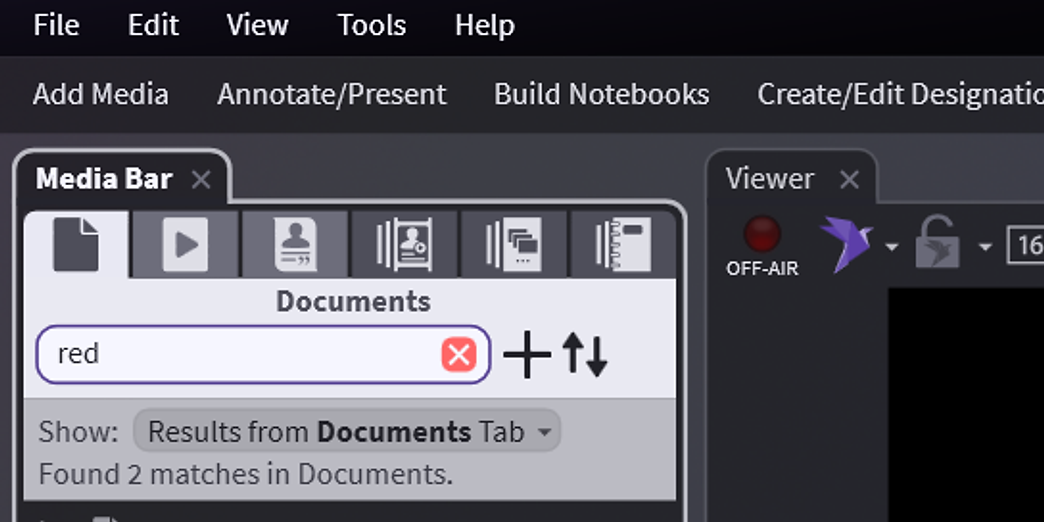 File Edit View Tools Help
Add Media Annotate/Present Build Notebooks Create/Edit Designatio
Media Bar
Viewer
OFF-AIR
16
Documents
red
Show: Results from Documents Tab
Found 2 matches in Documents.